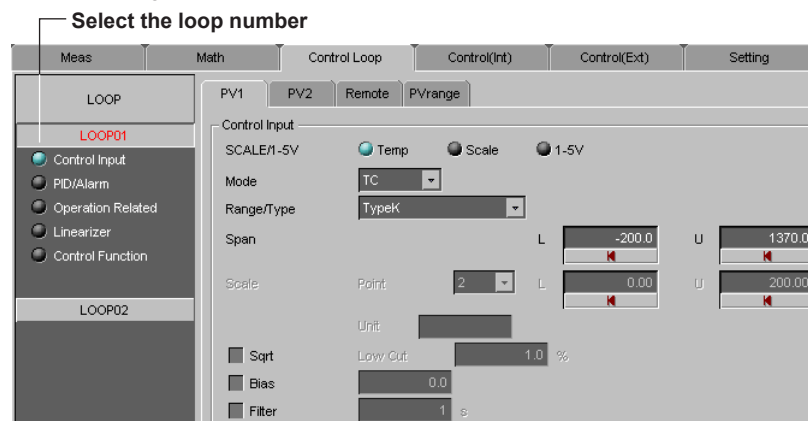 Select the loop number
Meas Math Control Loop Control(Int) Control(Ext) Setting
LOOP
LOOP01
Control Input
PID/Alarm
Operation Related
Linearizer
Control Function
LOOP02
PV1 PV2 Remote PVrange
Control Input
SCALE/1-5V Temp Scale 1-5V
Mode TC
Range/Type TypeK
Span L -200.0 U 1370.0
Scale Point 2 L 0.00 U 200.00
Unit
Sqrt Low Cut 1.0 %
Bias 0.0
Filter 1 s